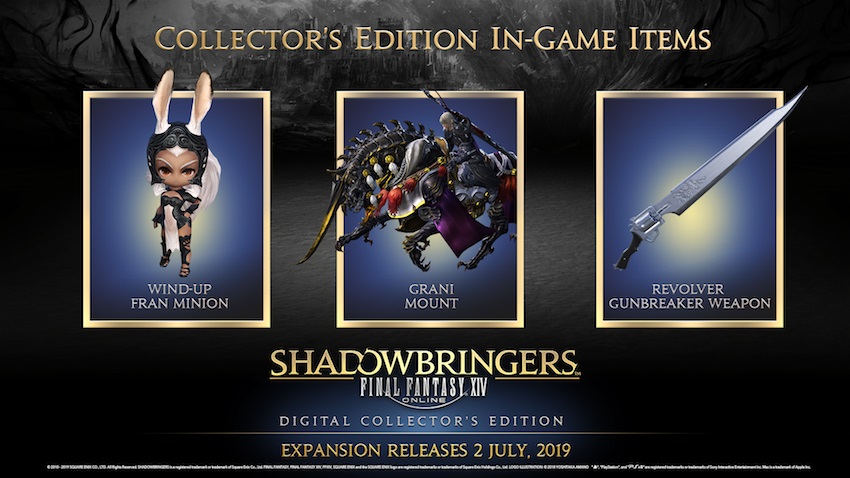 COLLECTOR'S EDITION IN-GAME ITEMS
WIND-UP
FRAN MINION
GRANI
MOUNT
REVOLVER
GUNBREAKER WEAPON
SHADOWBRINGERS™
FINAL FANTASY XIV
ONLINE
DIGITAL COLLECTOR'S EDITION
EXPANSION RELEASES 2 JULY, 2019